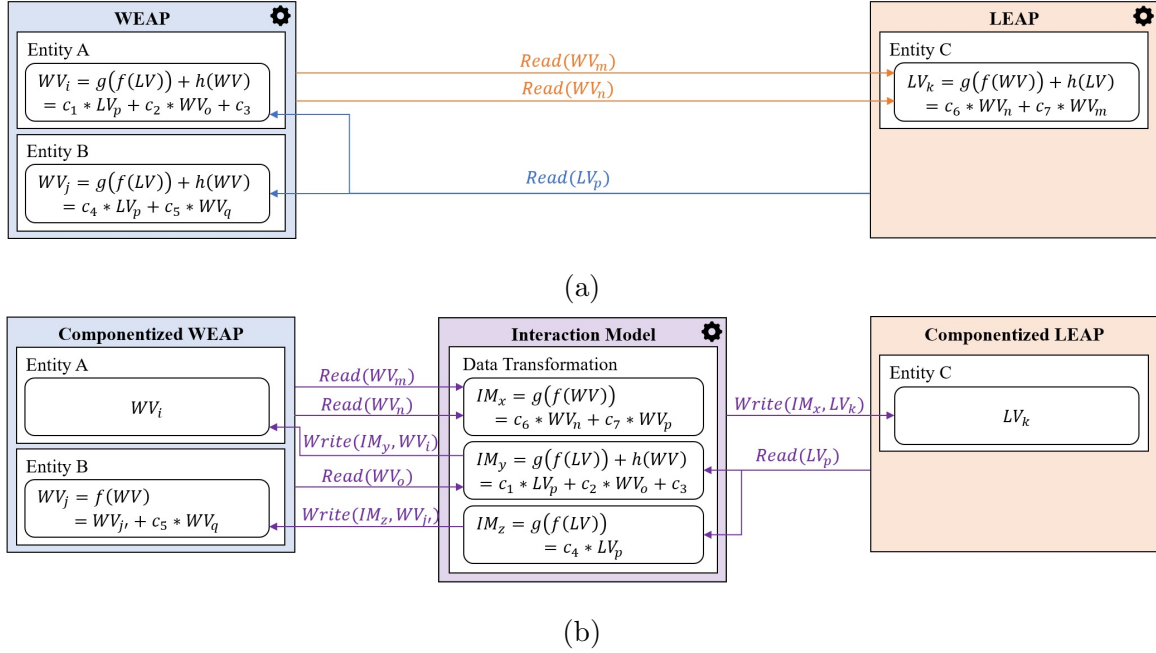 WEAP
Entity A
WV_i = g(f(LV)) + h(WV)
= c_1 * LV_p + c_2 * WV_o + c_3
Entity B
WV_j = g(f(LV)) + h(WV)
= c_4 * LV_p + c_5 * WV_q
Read(WV_m)
Read(WV_n)
Read(LV_p)
LEAP
Entity C
LV_k = g(f(WV)) + h(LV)
= c_6 * WV_n + c_7 * WV_m
(a)
Componentized WEAP
Entity A
WV_i
Entity B
WV_j = f(WV)
= WV_j′ + c_5 * WV_q
Read(WV_m)
Read(WV_n)
Write(IM_y, WV_i)
Read(WV_o)
Write(IM_z, WV_j′)
Interaction Model
Data Transformation
IM_x = g(f(WV))
= c_6 * WV_n + c_7 * WV_p
IM_y = g(f(LV)) + h(WV)
= c_1 * LV_p + c_2 * WV_o + c_3
IM_z = g(f(LV))
= c_4 * LV_p
Write(IM_x, LV_k)
Read(LV_p)
Componentized LEAP
Entity C
LV_k
(b)